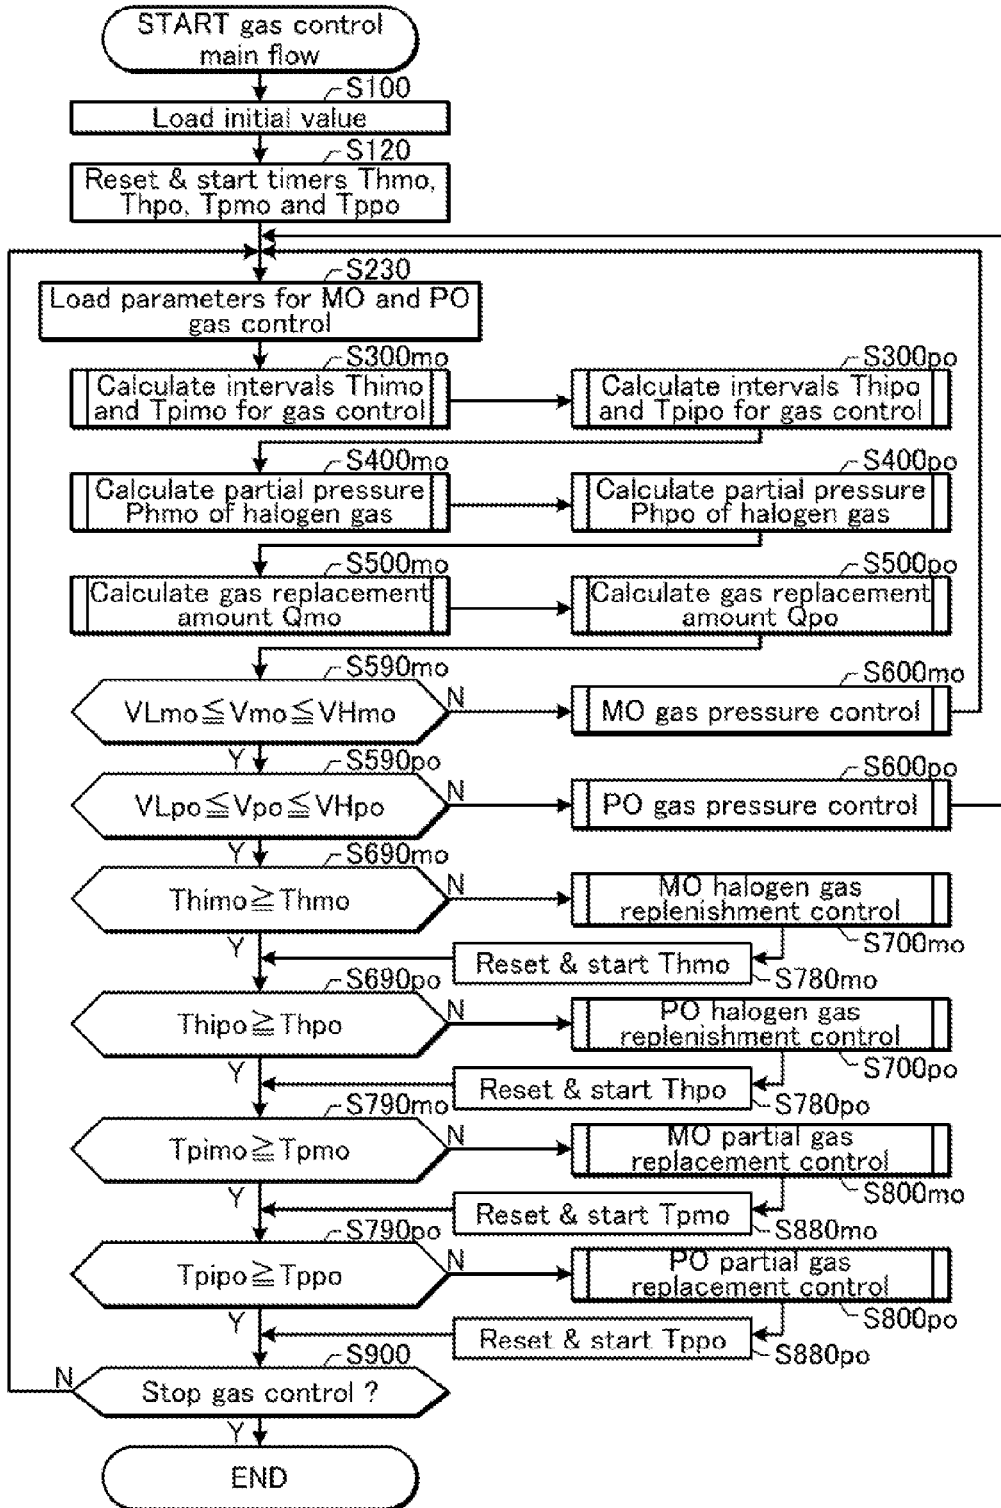 START gas control
main flow
S100
Load initial value
S120
Reset & start timers Thmo,
Thpo, Tpmo and Tppo
S230
Load parameters for MO and PO
gas control
S300mo
Calculate intervals Thimo
and Tpimo for gas control
S300po
Calculate intervals Thipo
and Tpipo for gas control
S400mo
Calculate partial pressure
Phmo of halogen gas
S400po
Calculate partial pressure
Phpo of halogen gas
S500mo
Calculate gas replacement
amount Qmo
S500po
Calculate gas replacement
amount Qpo
S590mo
VLmo≦Vmo≦VHmo
N
S600mo
MO gas pressure control
Y
S590po
VLpo≦Vpo≦VHpo
N
S600po
PO gas pressure control
Y
S690mo
Thimo≧Thmo
N
MO halogen gas
replenishment control
S700mo
Y
Reset & start Thmo
S780mo
S690po
Thipo≧Thpo
N
PO halogen gas
replenishment control
S700po
Y
Reset & start Thpo
S780po
S790mo
Tpimo≧Tpmo
N
MO partial gas
replacement control
S800mo
Y
Reset & start Tpmo
S880mo
S790po
Tpipo≧Tppo
N
PO partial gas
replacement control
S800po
Y
Reset & start Tppo
S880po
S900
N
Stop gas control ?
Y
END